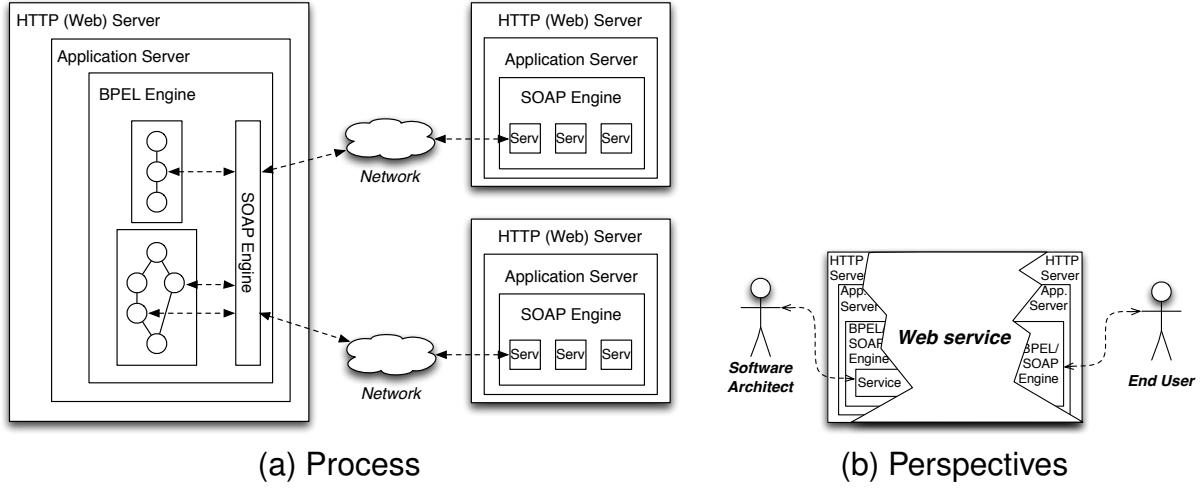 HTTP (Web) Server
Application Server
BPEL Engine
SOAP Engine
Network
Network
HTTP (Web) Server
Application Server
SOAP Engine
Serv Serv Serv
HTTP (Web) Server
Application Server
SOAP Engine
Serv Serv Serv
(a) Process
Software
Architect
HTTP
Server
App.
Server
BPEL/
SOAP
Engine
Service
Web service
HTTP
Server
App.
Server
BPEL/
SOAP
Engine
End User
(b) Perspectives